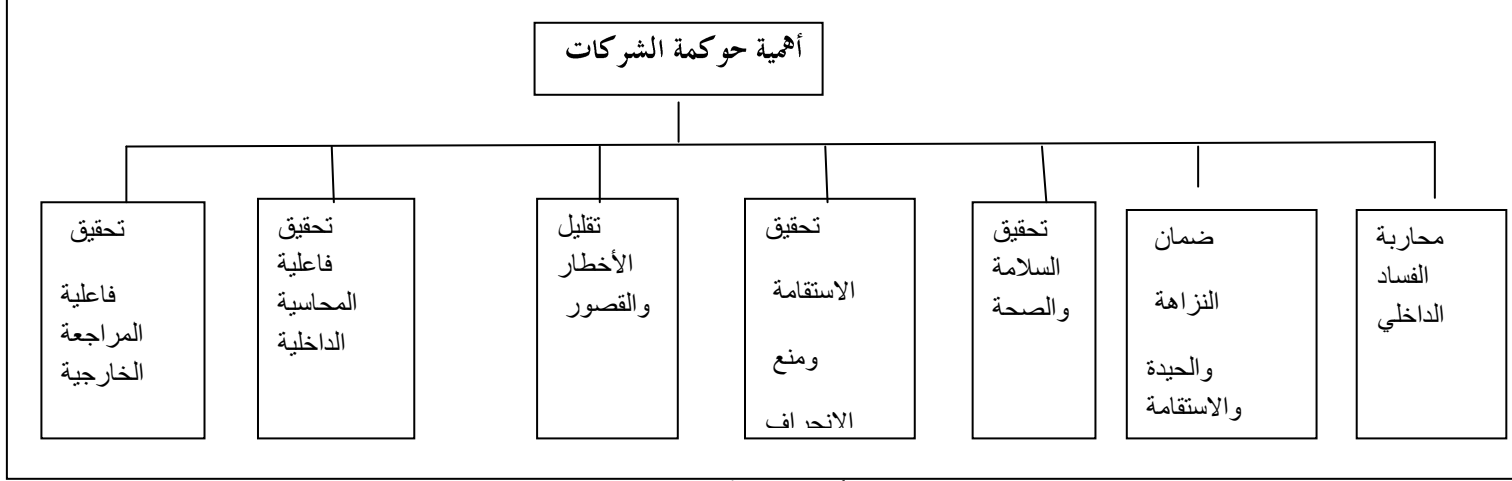 أهمية حوكمة الشركات
محاربة
الفساد
الداخلي
ضمان
النزاهة
والحيدة
والاستقامة
تحقيق
السلامة
والصحة
تحقيق
الاستقامة
ومنع
الانحراف
تقليل
الأخطار
والقصور
تحقيق
فاعلية
المحاسبية
الداخلية
تحقيق
فاعلية
المراجعة
الخارجية